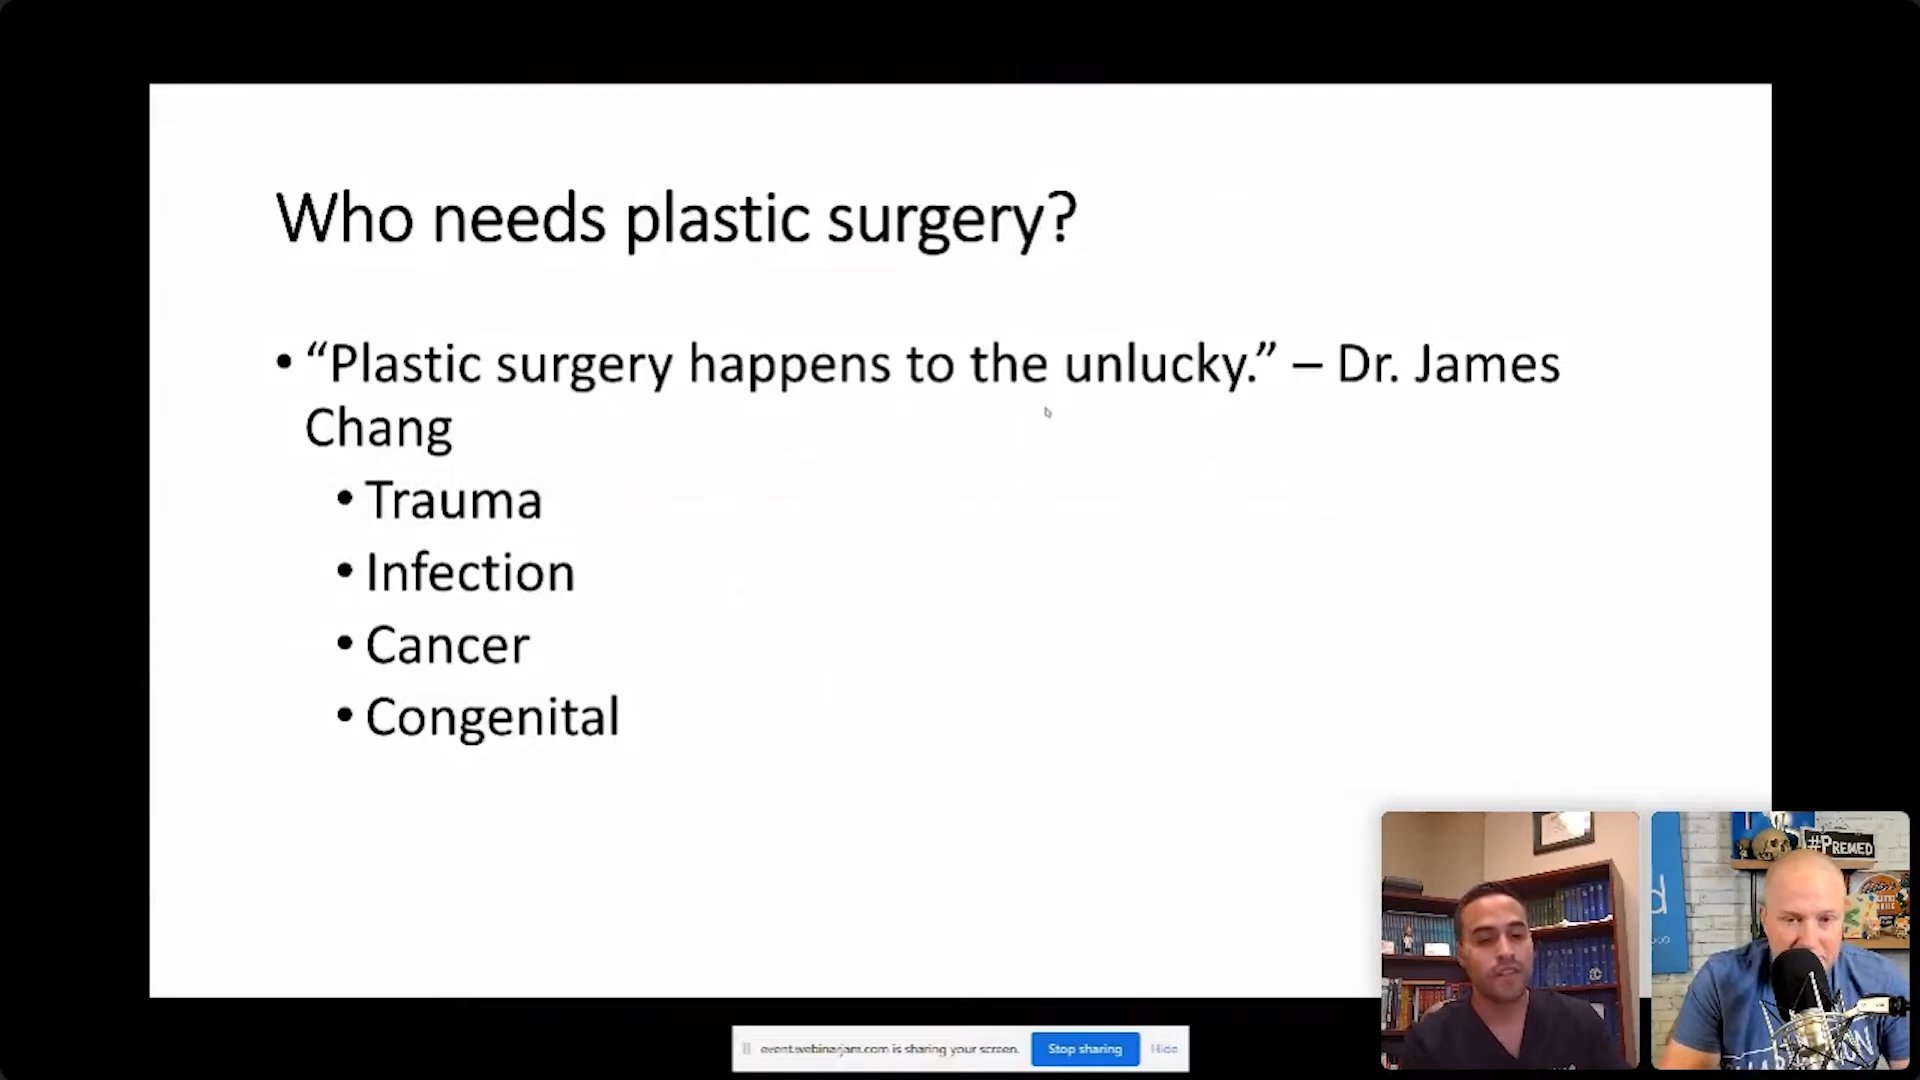 Who needs plastic surgery?
• “Plastic surgery happens to the unlucky.” – Dr. James
Chang
• Trauma
• Infection
• Cancer
• Congenital
#PREMED
d
event.webinarjam.com is sharing your screen.
Stop sharing
Hide